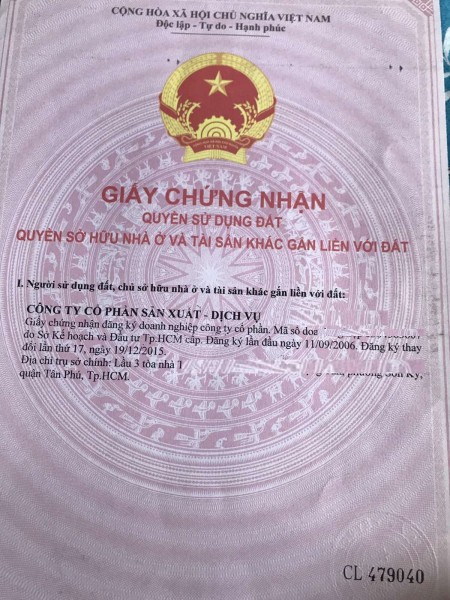 CỘNG HÒA XÃ HỘI CHỦ NGHĨA VIỆT NAM
Độc lập - Tự do - Hạnh phúc
GIẤY CHỨNG NHẬN
QUYỀN SỬ DỤNG ĐẤT
QUYỀN SỞ HỮU NHÀ Ở VÀ TÀI SẢN KHÁC GẮN LIỀN VỚI ĐẤT
I. Người sử dụng đất, chủ sở hữu nhà ở và tài sản khác gắn liền với đất:
CÔNG TY CỔ PHẦN SẢN XUẤT - DỊCH VỤ
Giấy chứng nhận đăng ký doanh nghiệp công ty cổ phần. Mã số doa
do Sở Kế hoạch và Đầu tư Tp.HCM cấp. Đăng ký lần đầu ngày 11/09/2006. Đăng ký thay
đổi lần thứ 17, ngày 19/12/2015.
Địa chỉ trụ sở chính: Lầu 3 tòa nhà 1 phường Sơn Kỳ,
quận Tân Phú, Tp.HCM.
CL 479040